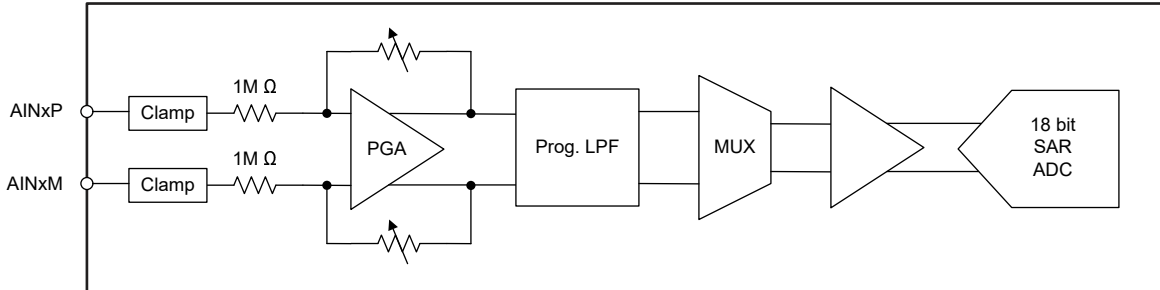 1M Ω
AINxP
Clamp
1M Ω
AINxM
Clamp
PGA
Prog. LPF
MUX
18 bit
SAR
ADC